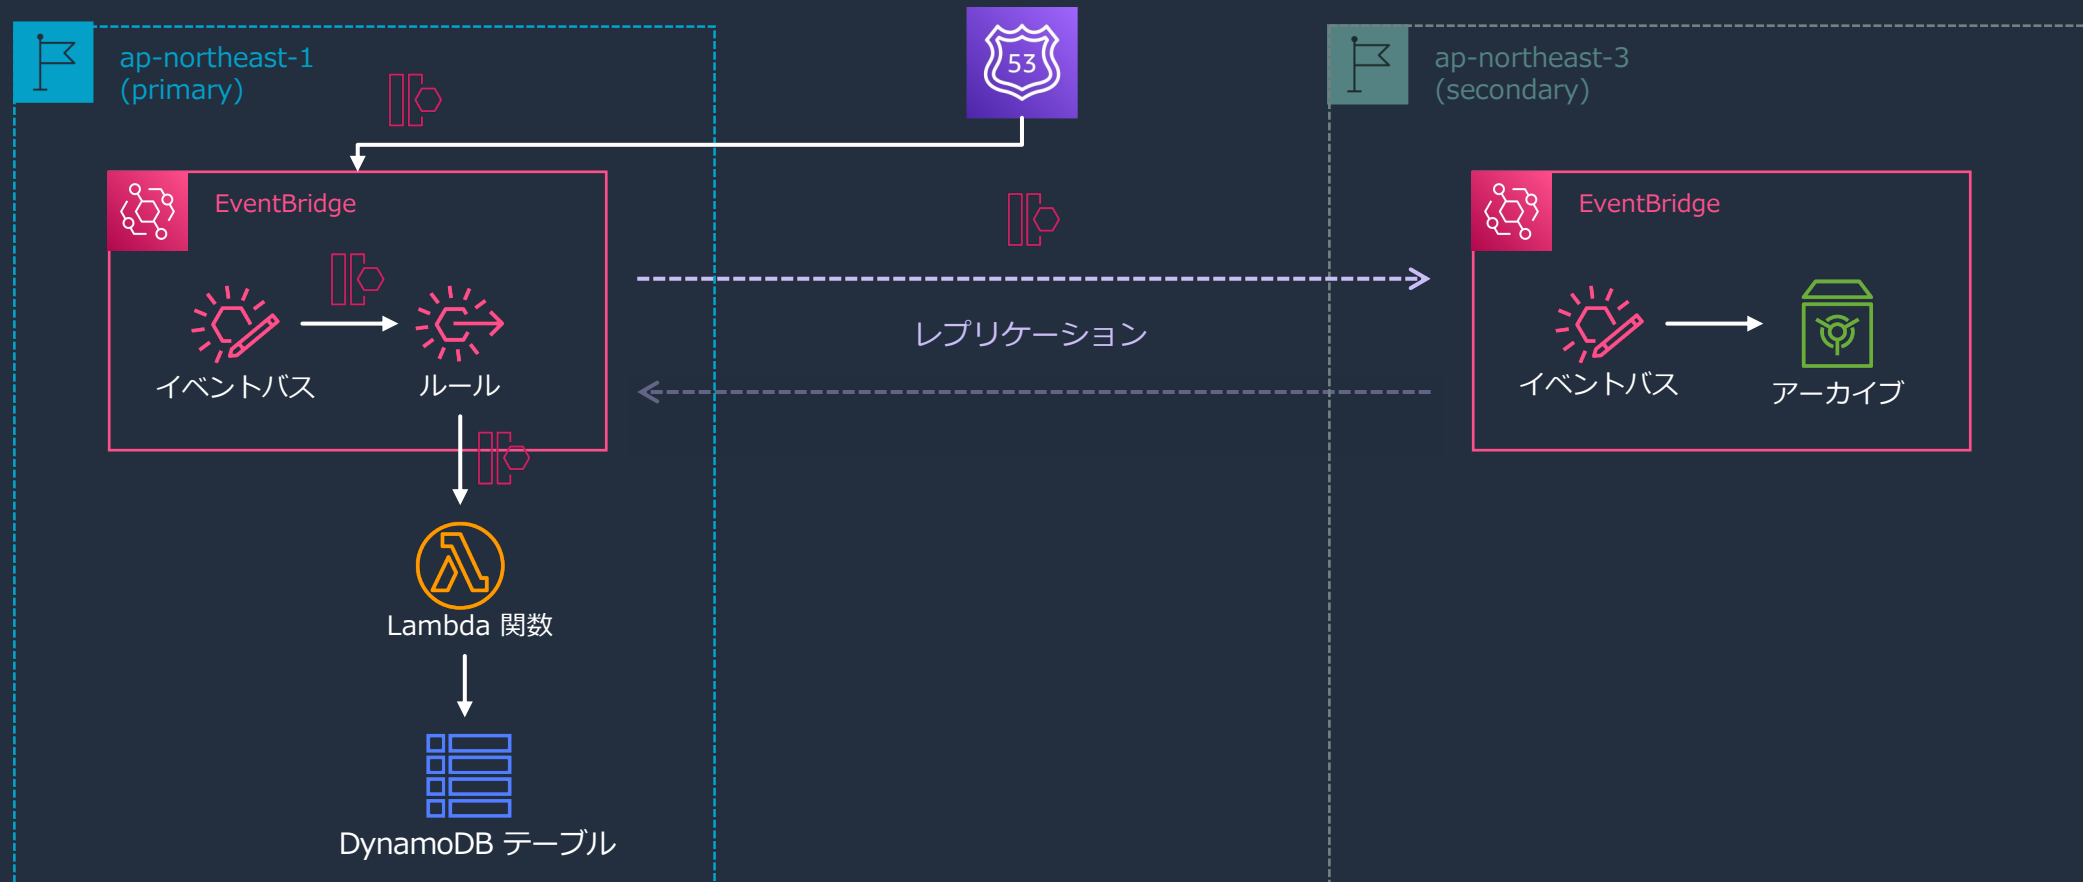 ap-northeast-1
(primary)
53
ap-northeast-3
(secondary)
EventBridge
EventBridge
レプリケーション
イベントバス
ルール
イベントバス
アーカイブ
Lambda 関数
DynamoDB テーブル